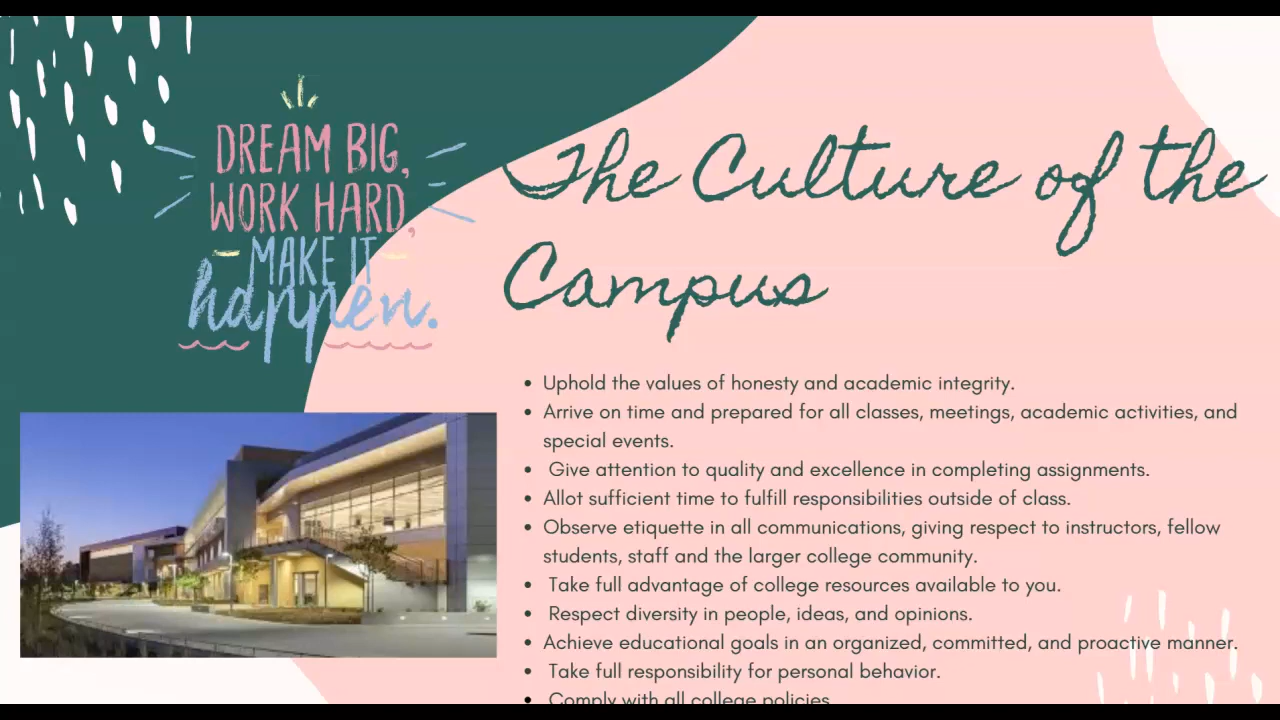 DREAM BIG,
WORK HARD,
MAKE IT
happen.
The Culture of the
Campus
• Uphold the values of honesty and academic integrity.
• Arrive on time and prepared for all classes, meetings, academic activities, and
special events.
• Give attention to quality and excellence in completing assignments.
• Allot sufficient time to fulfill responsibilities outside of class.
• Observe etiquette in all communications, giving respect to instructors, fellow
students, staff and the larger college community.
• Take full advantage of college resources available to you.
• Respect diversity in people, ideas, and opinions.
• Achieve educational goals in an organized, committed, and proactive manner.
• Take full responsibility for personal behavior.
• Comply with all college policies